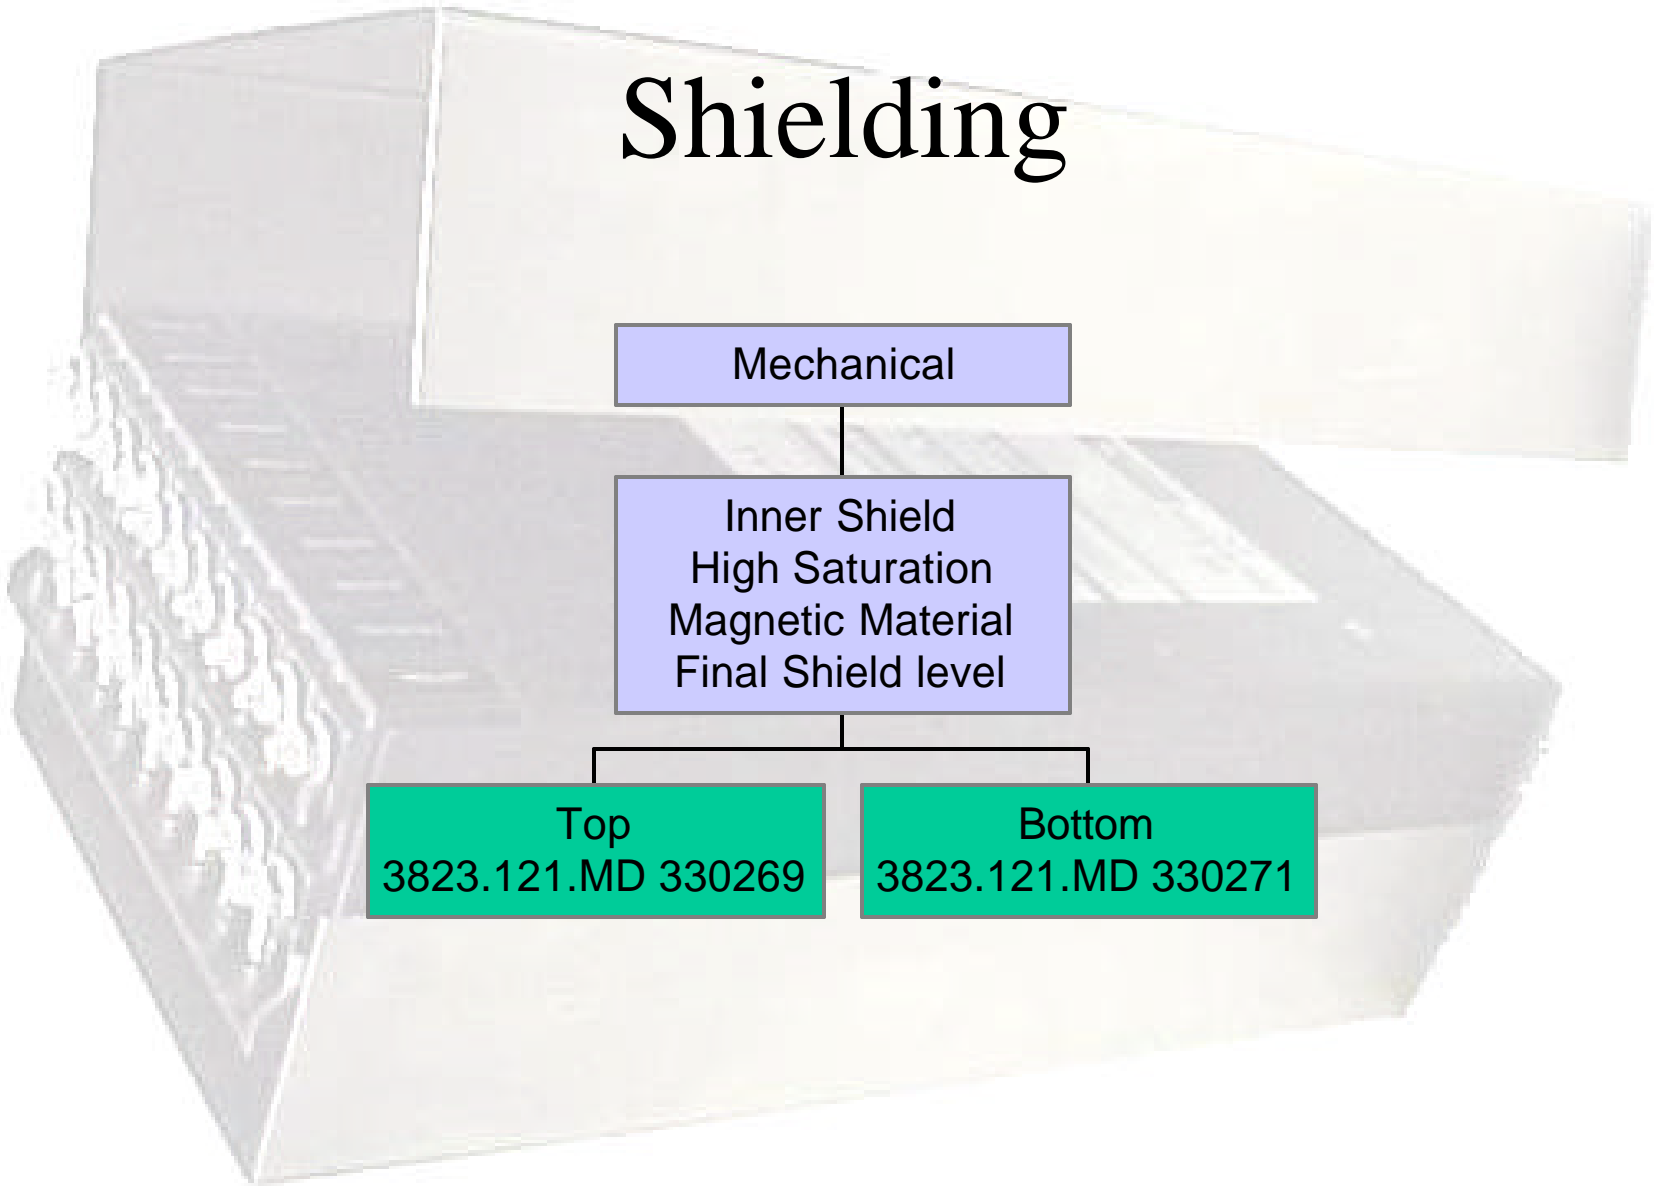 Shielding
Mechanical
Inner Shield
High Saturation
Magnetic Material
Final Shield level
Top
3823.121.MD 330269
Bottom
3823.121.MD 330271